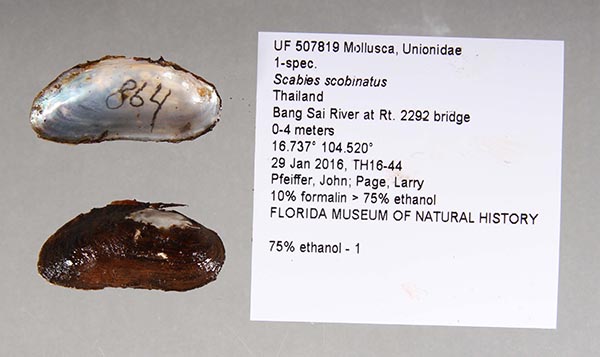 864
UF 507819 Mollusca, Unionidae
1-spec.
Scabies scobinatus
Thailand
Bang Sai River at Rt. 2292 bridge
0-4 meters
16.737° 104.520°
29 Jan 2016, TH16-44
Pfeiffer, John; Page, Larry
10% formalin > 75% ethanol
FLORIDA MUSEUM OF NATURAL HISTORY
75% ethanol - 1